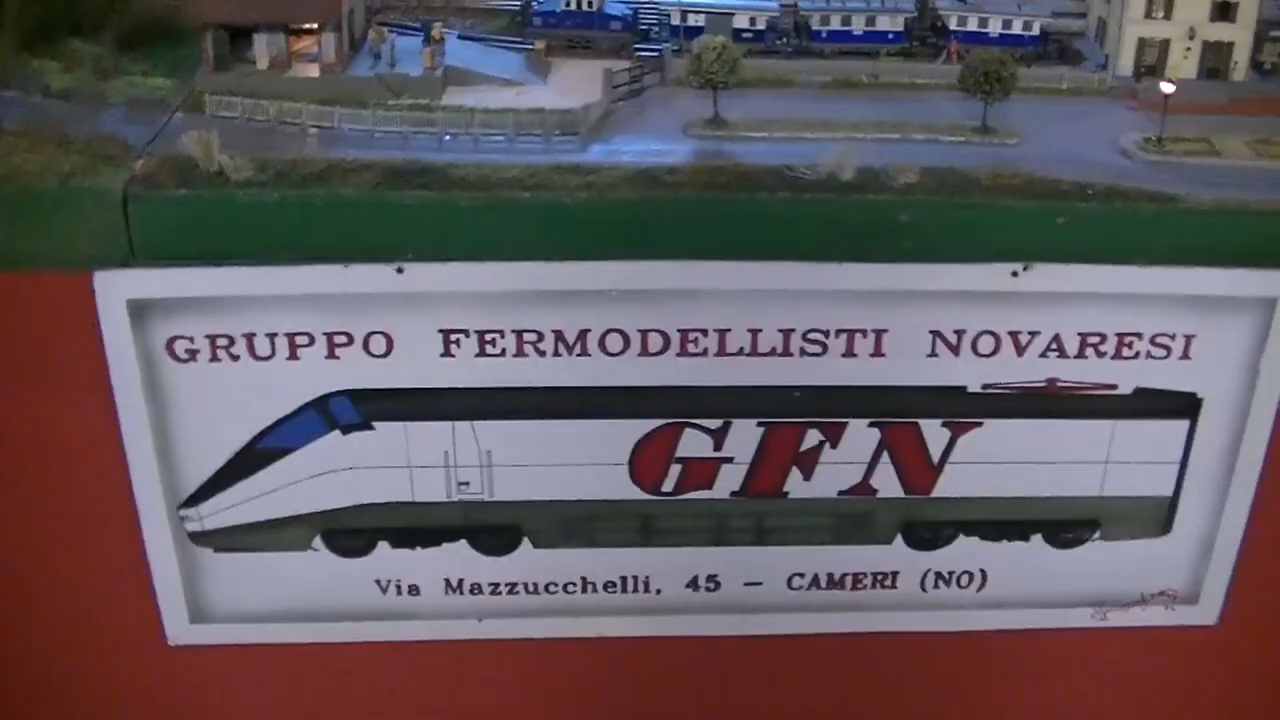 GRUPPO FERMODELLISTI NOVARESI
GFN
Via Mazzucchelli, 45 – CAMERI (NO)